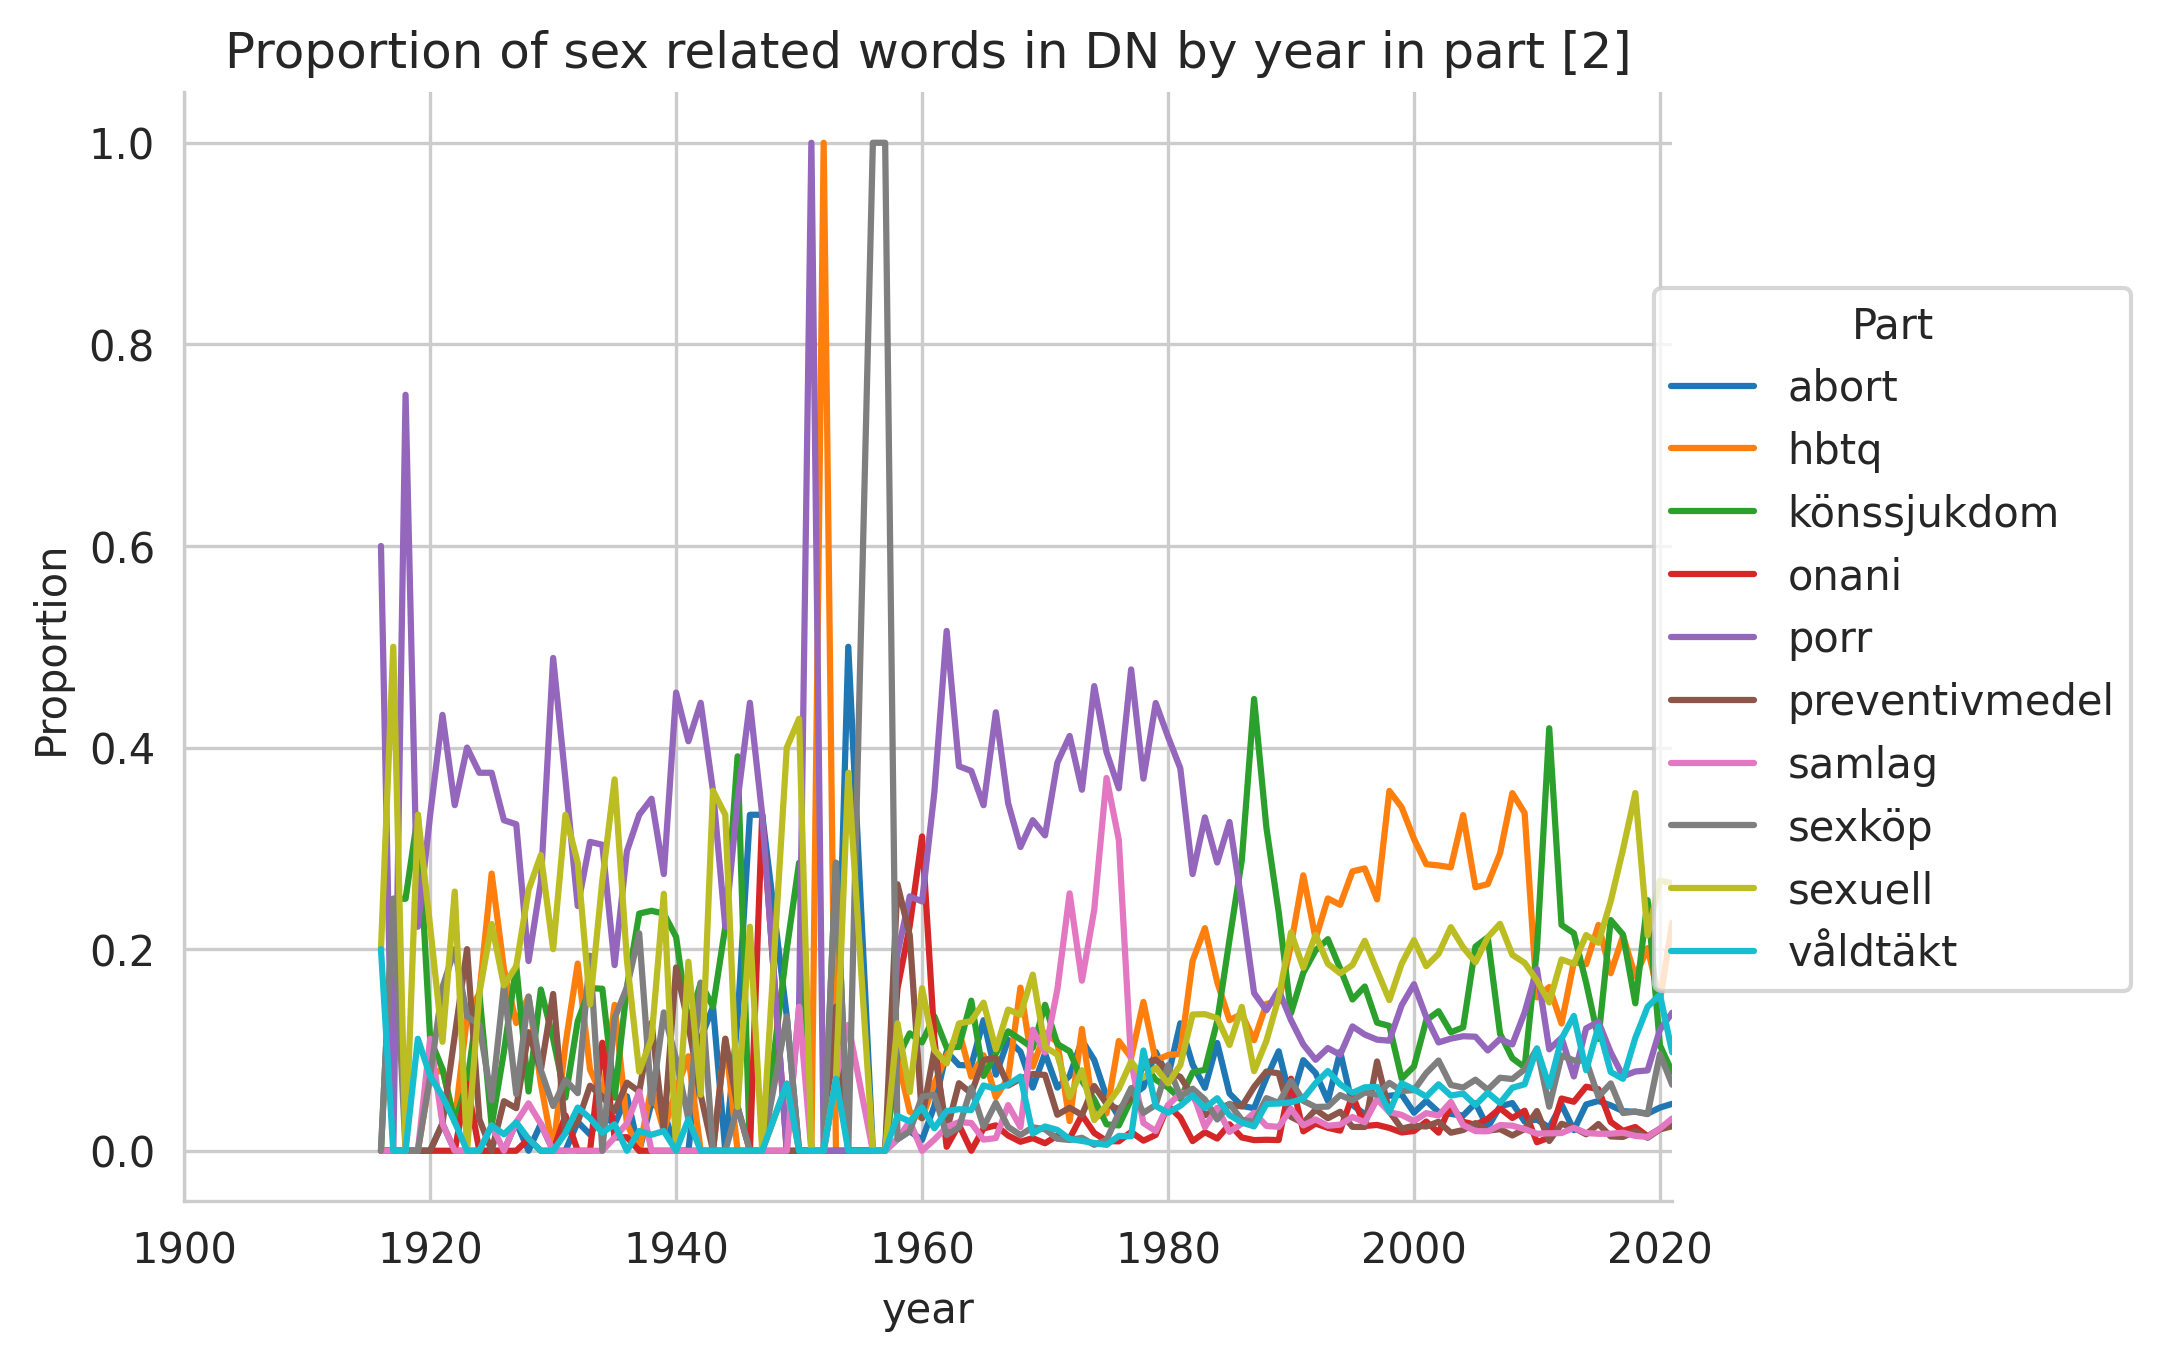 Proportion of sex related words in DN by year in part [2]
1.0
0.8
0.6
0.4
0.2
0.0
Proportion
1900 1920 1940 1960 1980 2000 2020
year
Part
abort
hbtq
könssjukdom
onani
porr
preventivmedel
samlag
sexköp
sexuell
våldtäkt